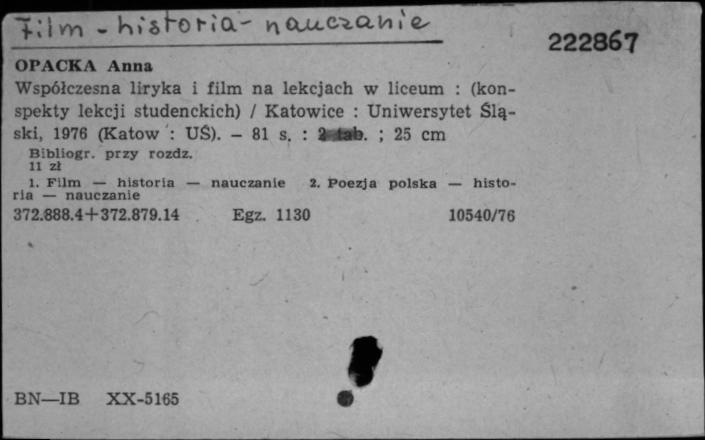 Film - historia - nauczanie
222867
OPACKA Anna
Współczesna liryka i film na lekcjach w liceum : (kon-
spekty lekcji studenckich) / Katowice : Uniwersytet Ślą-
ski, 1976 (Katow : UŚ). – 81 s. : 2 tab. ; 25 cm
Bibliogr. przy rozdz.
11 zł
1. Film — historia — nauczanie 2. Poezja polska — histo-
ria — nauczanie
372.888.4+372.879.14 Egz. 1130 10540/76
BN—IB XX-5165